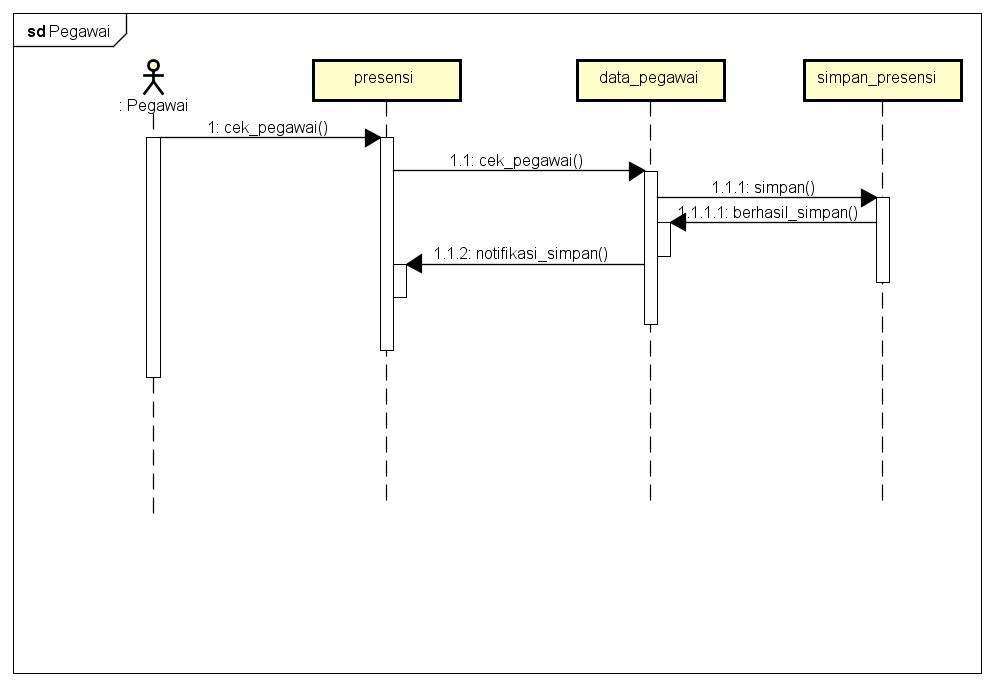 sd Pegawai
: Pegawai
presensi
data_pegawai
simpan_presensi
1: cek_pegawai()
1.1: cek_pegawai()
1.1.1: simpan()
1.1.1.1: berhasil_simpan()
1.1.2: notifikasi_simpan()